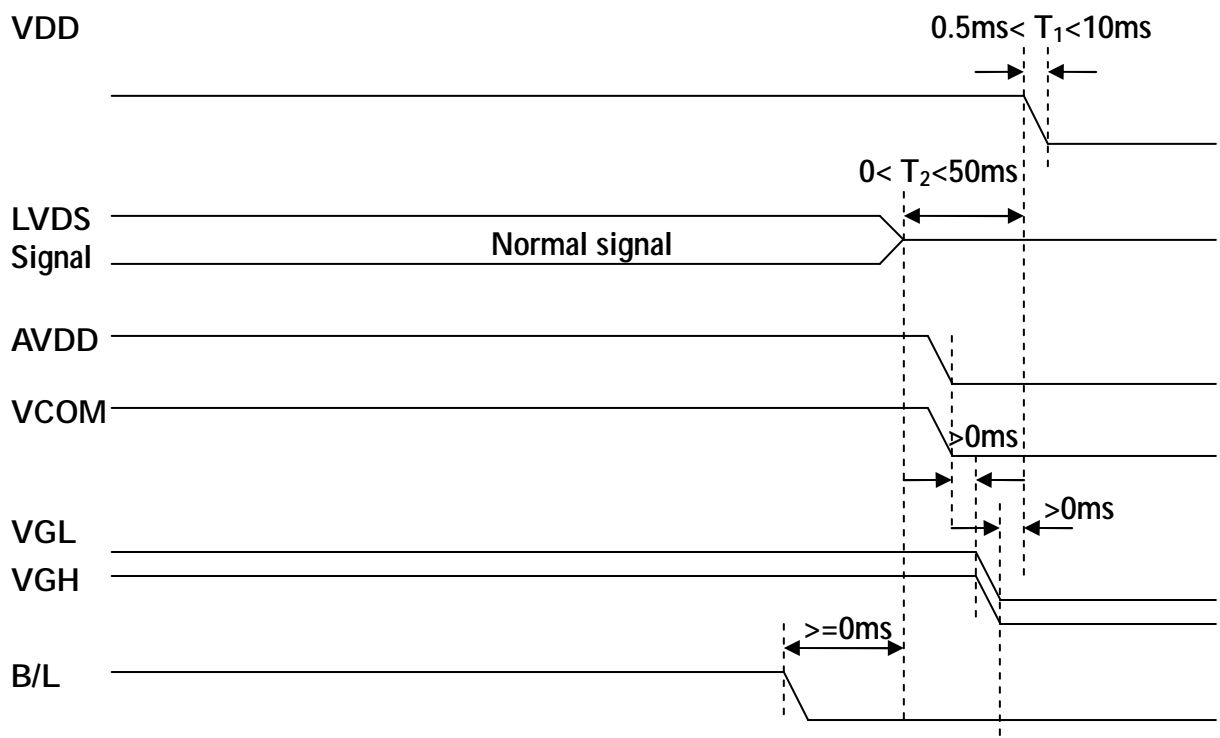 VDD
0.5ms< T₁<10ms
0< T₂<50ms
LVDS
Signal
Normal signal
AVDD
VCOM
>0ms
>0ms
VGL
VGH
>=0ms
B/L